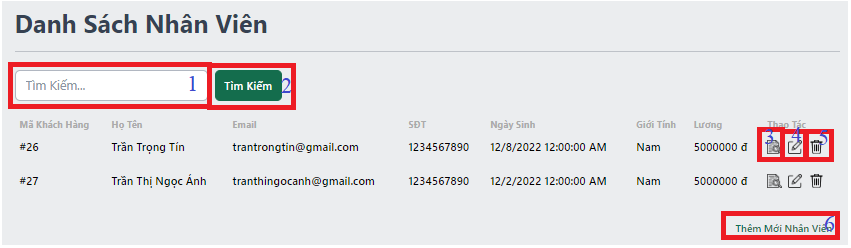 Danh Sách Nhân Viên
Tìm Kiếm... 1 Tìm Kiếm 2
Mã Khách Hàng Họ Tên Email SĐT Ngày Sinh Giới Tính Lương Thao Tác
3 4 5
#26 Trần Trọng Tín trantrongtin@gmail.com 1234567890 12/8/2022 12:00:00 AM Nam 5000000 đ
#27 Trần Thị Ngọc Ánh tranthingocanh@gmail.com 1234567890 12/2/2022 12:00:00 AM Nam 5000000 đ
Thêm Mới Nhân Viên 6